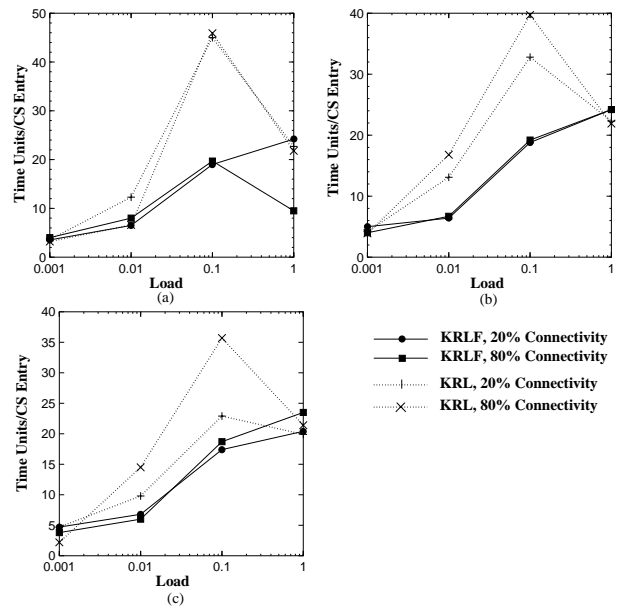 50
40
30
20
10
0
Time Units/CS Entry
0.001 0.01 0.1 1
Load
(a)
40
30
20
10
0
Time Units/CS Entry
0.001 0.01 0.1 1
Load
(b)
40
35
30
25
20
15
10
5
0
Time Units/CS Entry
0.001 0.01 0.1 1
Load
(c)
KRLF, 20% Connectivity
KRLF, 80% Connectivity
KRL, 20% Connectivity
KRL, 80% Connectivity